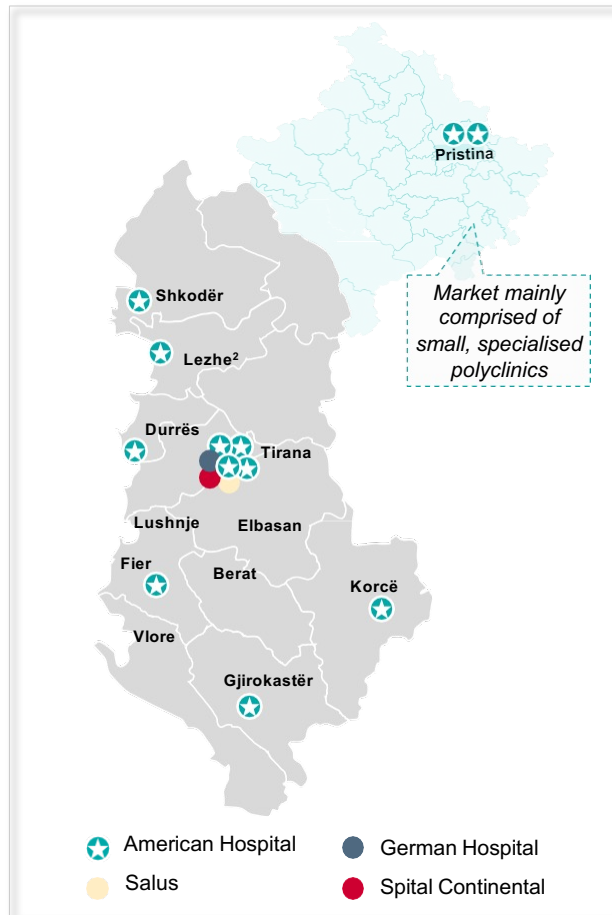 Pristina
Market mainly
comprised of
small, specialised
polyclinics
Shkodër
Lezhe²
Durrës
Tirana
Lushnje
Elbasan
Fier
Berat
Korcë
Vlore
Gjirokastër
American Hospital
German Hospital
Salus
Spital Continental